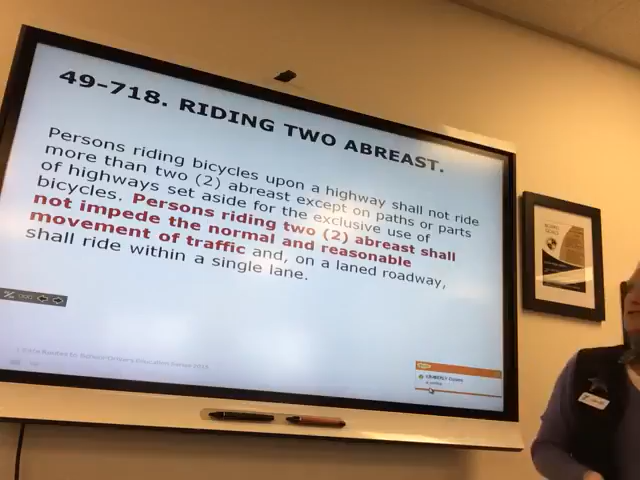 49-718. RIDING TWO ABREAST.
Persons riding bicycles upon a highway shall not ride
more than two (2) abreast except on paths or parts
of highways set aside for the exclusive use of
bicycles. Persons riding two (2) abreast shall
not impede the normal and reasonable
movement of traffic and, on a laned roadway,
shall ride within a single lane.